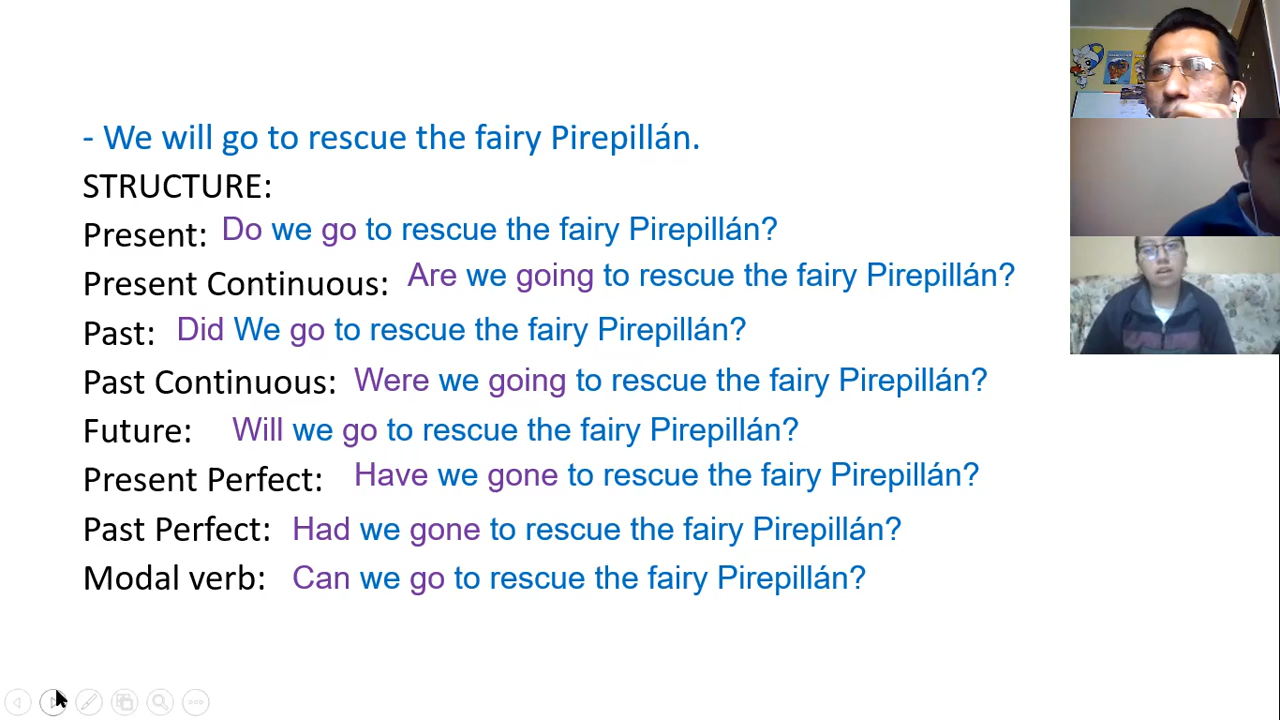 - We will go to rescue the fairy Pirepillán.
STRUCTURE:
Present: Do we go to rescue the fairy Pirepillán?
Present Continuous: Are we going to rescue the fairy Pirepillán?
Past: Did We go to rescue the fairy Pirepillán?
Past Continuous: Were we going to rescue the fairy Pirepillán?
Future: Will we go to rescue the fairy Pirepillán?
Present Perfect: Have we gone to rescue the fairy Pirepillán?
Past Perfect: Had we gone to rescue the fairy Pirepillán?
Modal verb: Can we go to rescue the fairy Pirepillán?